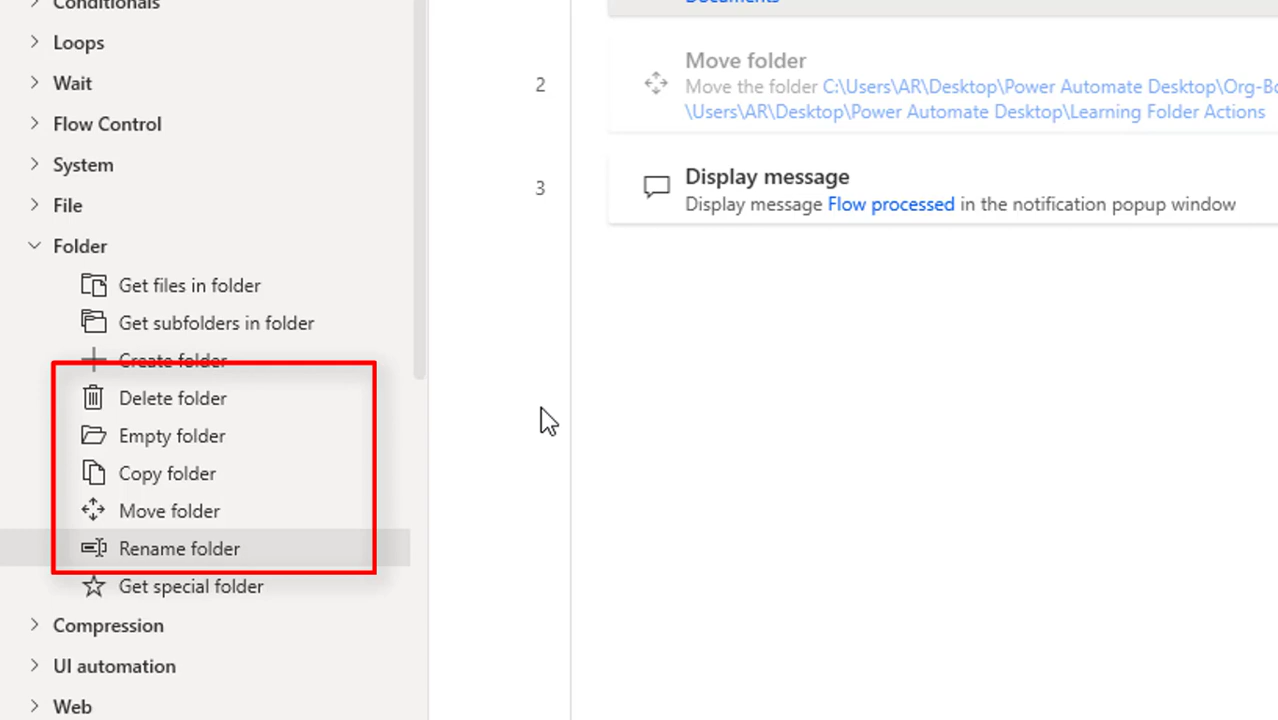 Conditionals
Loops
Wait
Flow Control
System
File
Folder
Get files in folder
Get subfolders in folder
Create folder
Delete folder
Empty folder
Copy folder
Move folder
Rename folder
Get special folder
Compression
UI automation
Web
Documents
2
Move folder
Move the folder C:\Users\AR\Desktop\Power Automate Desktop\Org-Bo
\Users\AR\Desktop\Power Automate Desktop\Learning Folder Actions
3
Display message
Display message Flow processed in the notification popup window